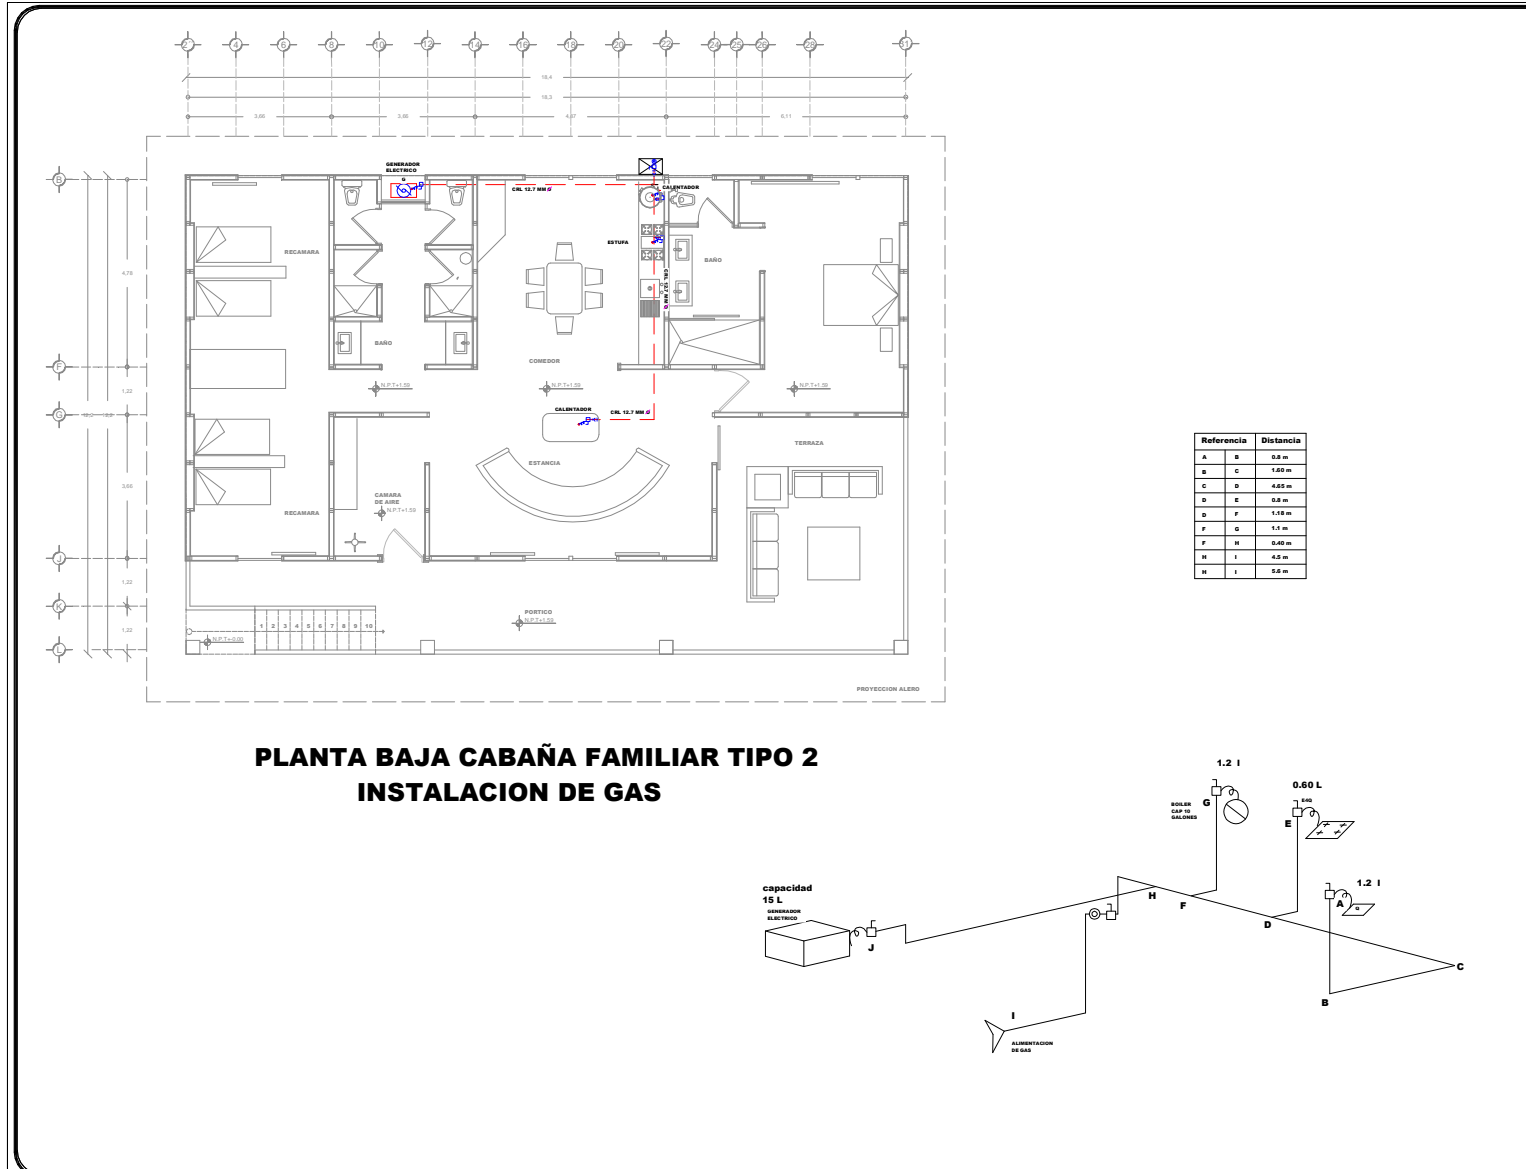 2 4 6 8 10 12 14 16 18 20 22 24 25 26 28 31
18,4
18,3
3,66 3,66 4,87 6,11
B
F
G
J
K
L
4,78
1,22
3,66
1,22
1,22
GENERADOR
ELECTRICO
G
CRL 12.7 MM Ø
CALENTADOR
ESTUFA
CRL 12.7 MM Ø
RECAMARA
BAÑO
BAÑO
COMEDOR
N.P.T+1.59
N.P.T+1.59
N.P.T+1.59
CALENTADOR
CRL 12.7 MM Ø
TERRAZA
ESTANCIA
CAMARA
DE AIRE
N.P.T+1.59
RECAMARA
PORTICO
N.P.T+1.59
1 2 3 4 5 6 7 8 9 10
N.P.T+-0.00
PROYECCION ALERO
Referencia Distancia
A B 0.8 m
B C 1.60 m
C D 4.65 m
D E 0.8 m
D F 1.18 m
F G 1.1 m
F H 0.40 m
H I 4.5 m
H I 5.6 m
PLANTA BAJA CABAÑA FAMILIAR TIPO 2
INSTALACION DE GAS
1.2 l
G
BOILER
CAP 10
GALONES
0.60 L
E4Q
E
1.2 l
A
capacidad
15 L
GENERADOR
ELECTRICO
J
H
F
D
C
B
I
ALIMENTACION
DE GAS